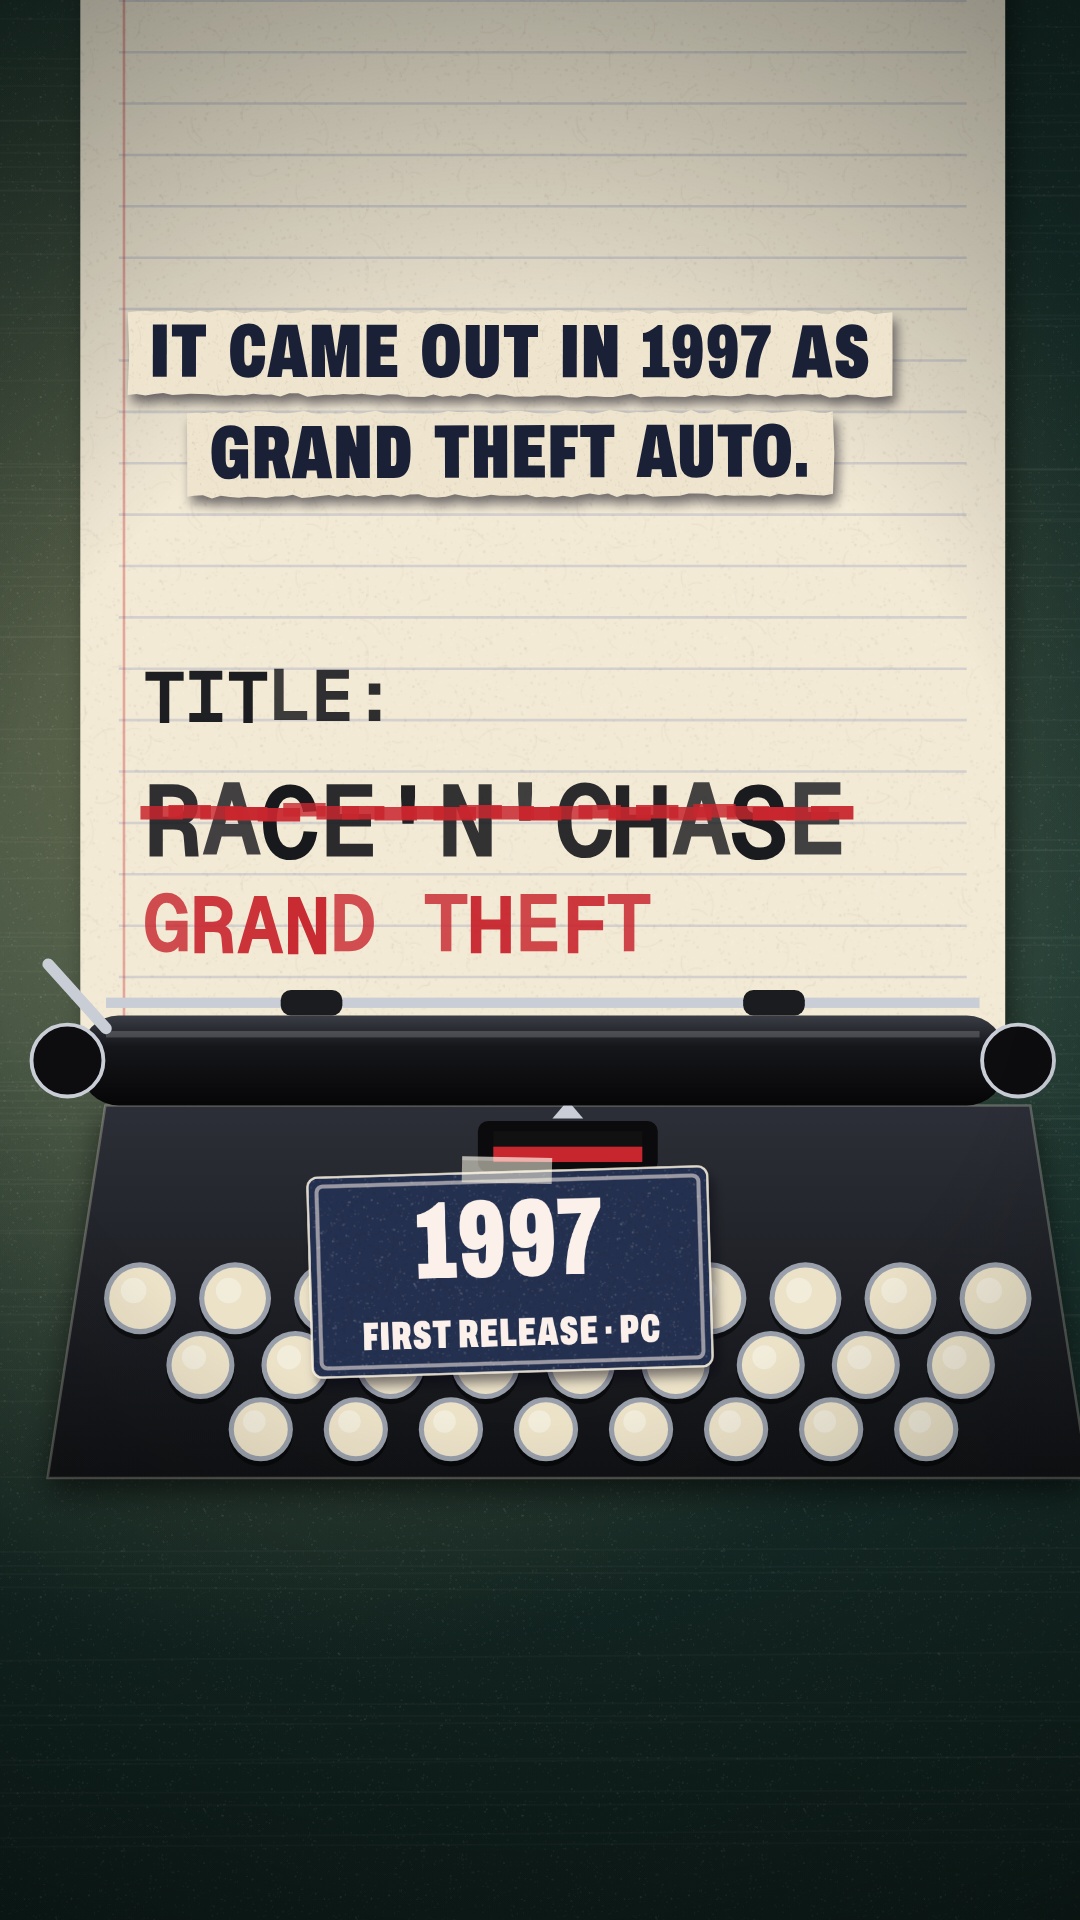 IT CAME OUT IN 1997 AS
GRAND THEFT AUTO.
TITLE:
RACE'N'CHASE
GRAND THEFT
1997
FIRST RELEASE · PC